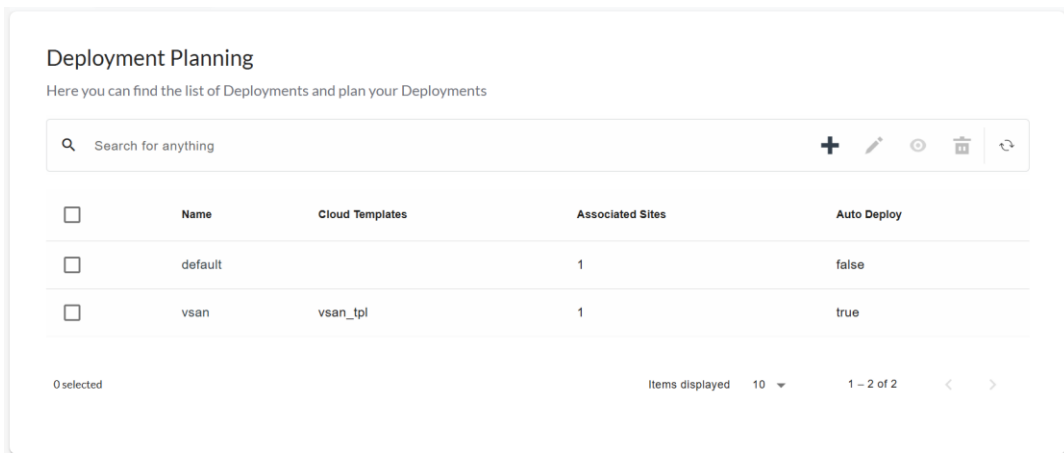 Deployment Planning
Here you can find the list of Deployments and plan your Deployments
Search for anything
Name Cloud Templates Associated Sites Auto Deploy
default 1 false
vsan vsan_tpl 1 true
0 selected Items displayed 10 1 – 2 of 2